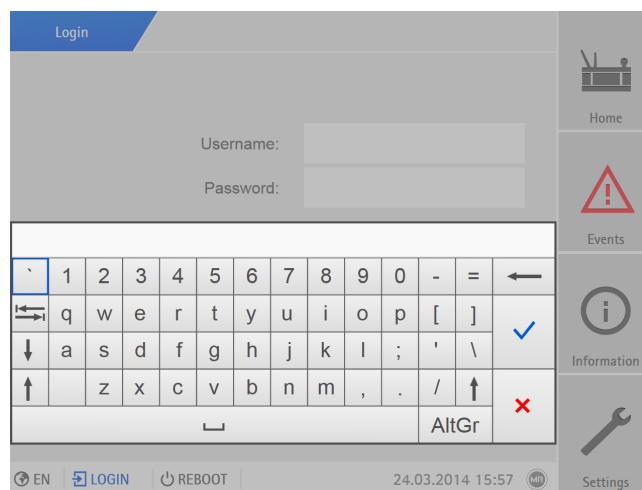 Login
Home
Username:
Password:
Events
` 1 2 3 4 5 6 7 8 9 0 - =
q w e r t y u i o p [ ]
a s d f g h j k l ; ' \
z x c v b n m , . /
AltGr
Information
EN LOGIN REBOOT 24.03.2014 15:57 MR
Settings